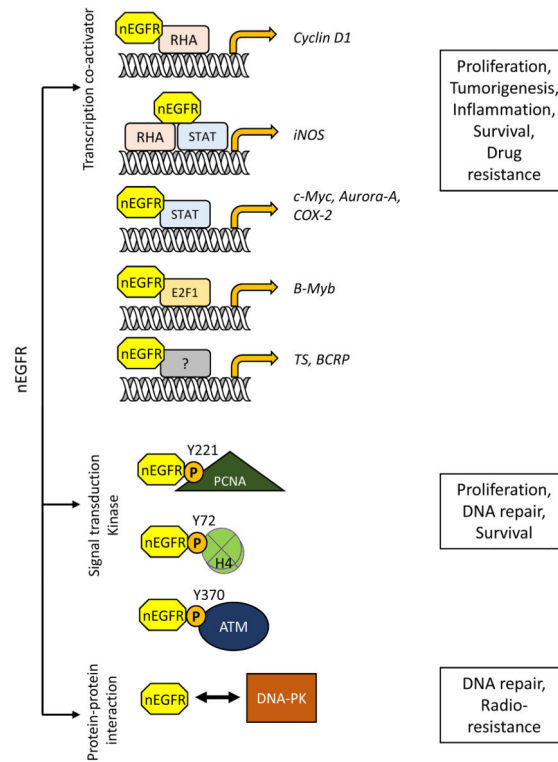 nEGFR
Transcription co-activator
nEGFR
RHA
Cyclin D1
nEGFR
RHA
STAT
iNOS
nEGFR
STAT
c-Myc, Aurora-A,
COX-2
nEGFR
E2F1
B-Myb
nEGFR
?
TS, BCRP
Proliferation,
Tumorigenesis,
Inflammation,
Survival,
Drug
resistance
Signal transduction
Kinase
Y221
nEGFR
P
PCNA
Y72
nEGFR
P
H4
Y370
nEGFR
P
ATM
Proliferation,
DNA repair,
Survival
Protein-protein
interaction
nEGFR
DNA-PK
DNA repair,
Radio-
resistance